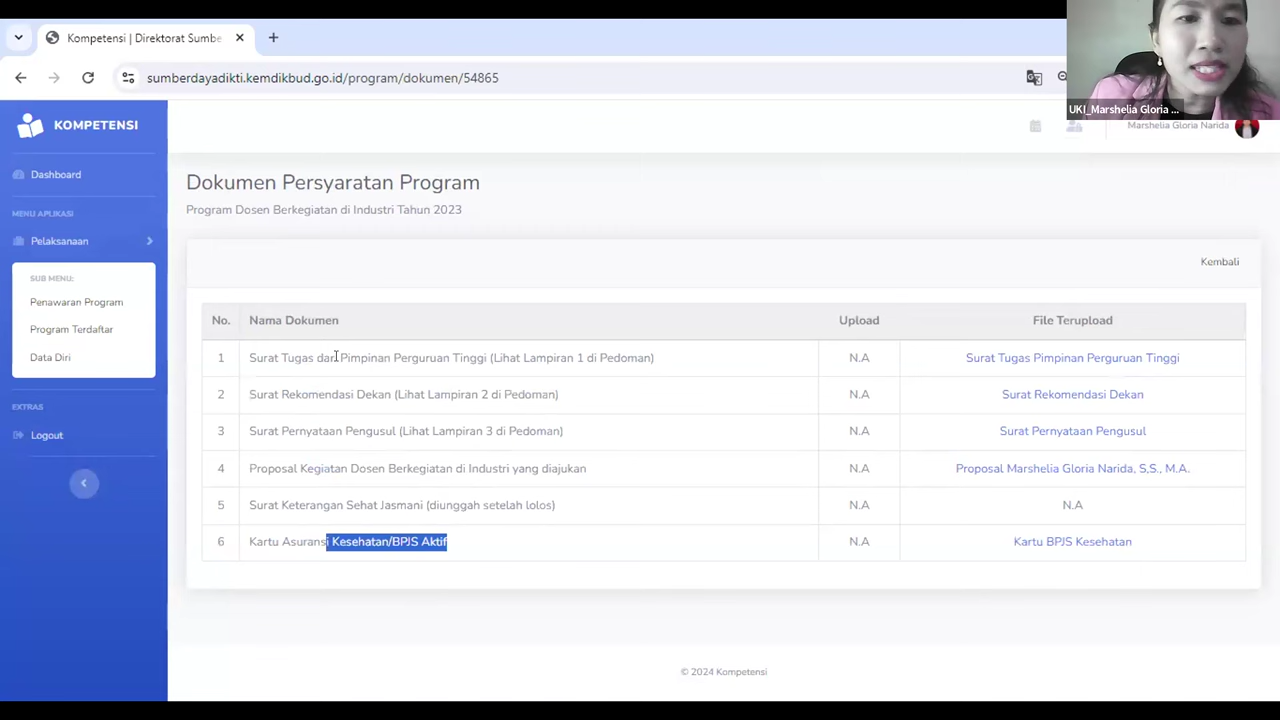 Kompetensi | Direktorat Sumbe
sumberdayadikti.kemdikbud.go.id/program/dokumen/54865
UKI_Marshelia Gloria ...
KOMPETENSI
Marshelia Gloria Narida
Dashboard
MENU APLIKASI
Pelaksanaan
SUB MENU:
Penawaran Program
Program Terdaftar
Data Diri
EXTRAS
Logout
Dokumen Persyaratan Program
Program Dosen Berkegiatan di Industri Tahun 2023
Kembali
No. Nama Dokumen Upload File Terupload
1 Surat Tugas dari Pimpinan Perguruan Tinggi (Lihat Lampiran 1 di Pedoman) N.A Surat Tugas Pimpinan Perguruan Tinggi
2 Surat Rekomendasi Dekan (Lihat Lampiran 2 di Pedoman) N.A Surat Rekomendasi Dekan
3 Surat Pernyataan Pengusul (Lihat Lampiran 3 di Pedoman) N.A Surat Pernyataan Pengusul
4 Proposal Kegiatan Dosen Berkegiatan di Industri yang diajukan N.A Proposal Marshelia Gloria Narida, S,S., M.A.
5 Surat Keterangan Sehat Jasmani (diunggah setelah lolos) N.A N.A
6 Kartu Asuransi Kesehatan/BPJS Aktif N.A Kartu BPJS Kesehatan
© 2024 Kompetensi